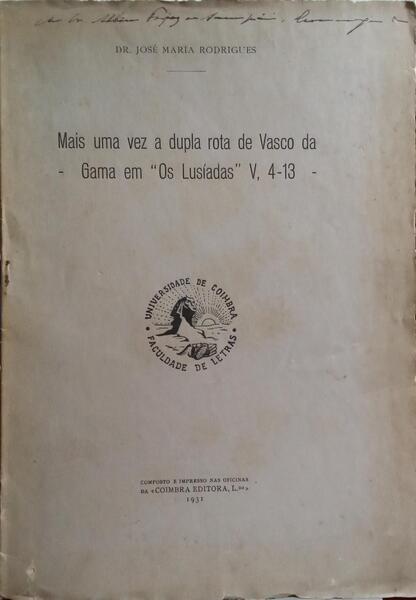 DR. JOSÉ MARIA RODRIGUES
Mais uma vez a dupla rota de Vasco da
- Gama em "Os Lusíadas" V, 4-13 -
UNIVERSIDADE DE COIMBRA
FACULDADE DE LETRAS
COMPOSTO E IMPRESSO NAS OFICINAS
DA «COIMBRA EDITORA, L.DA»
1931